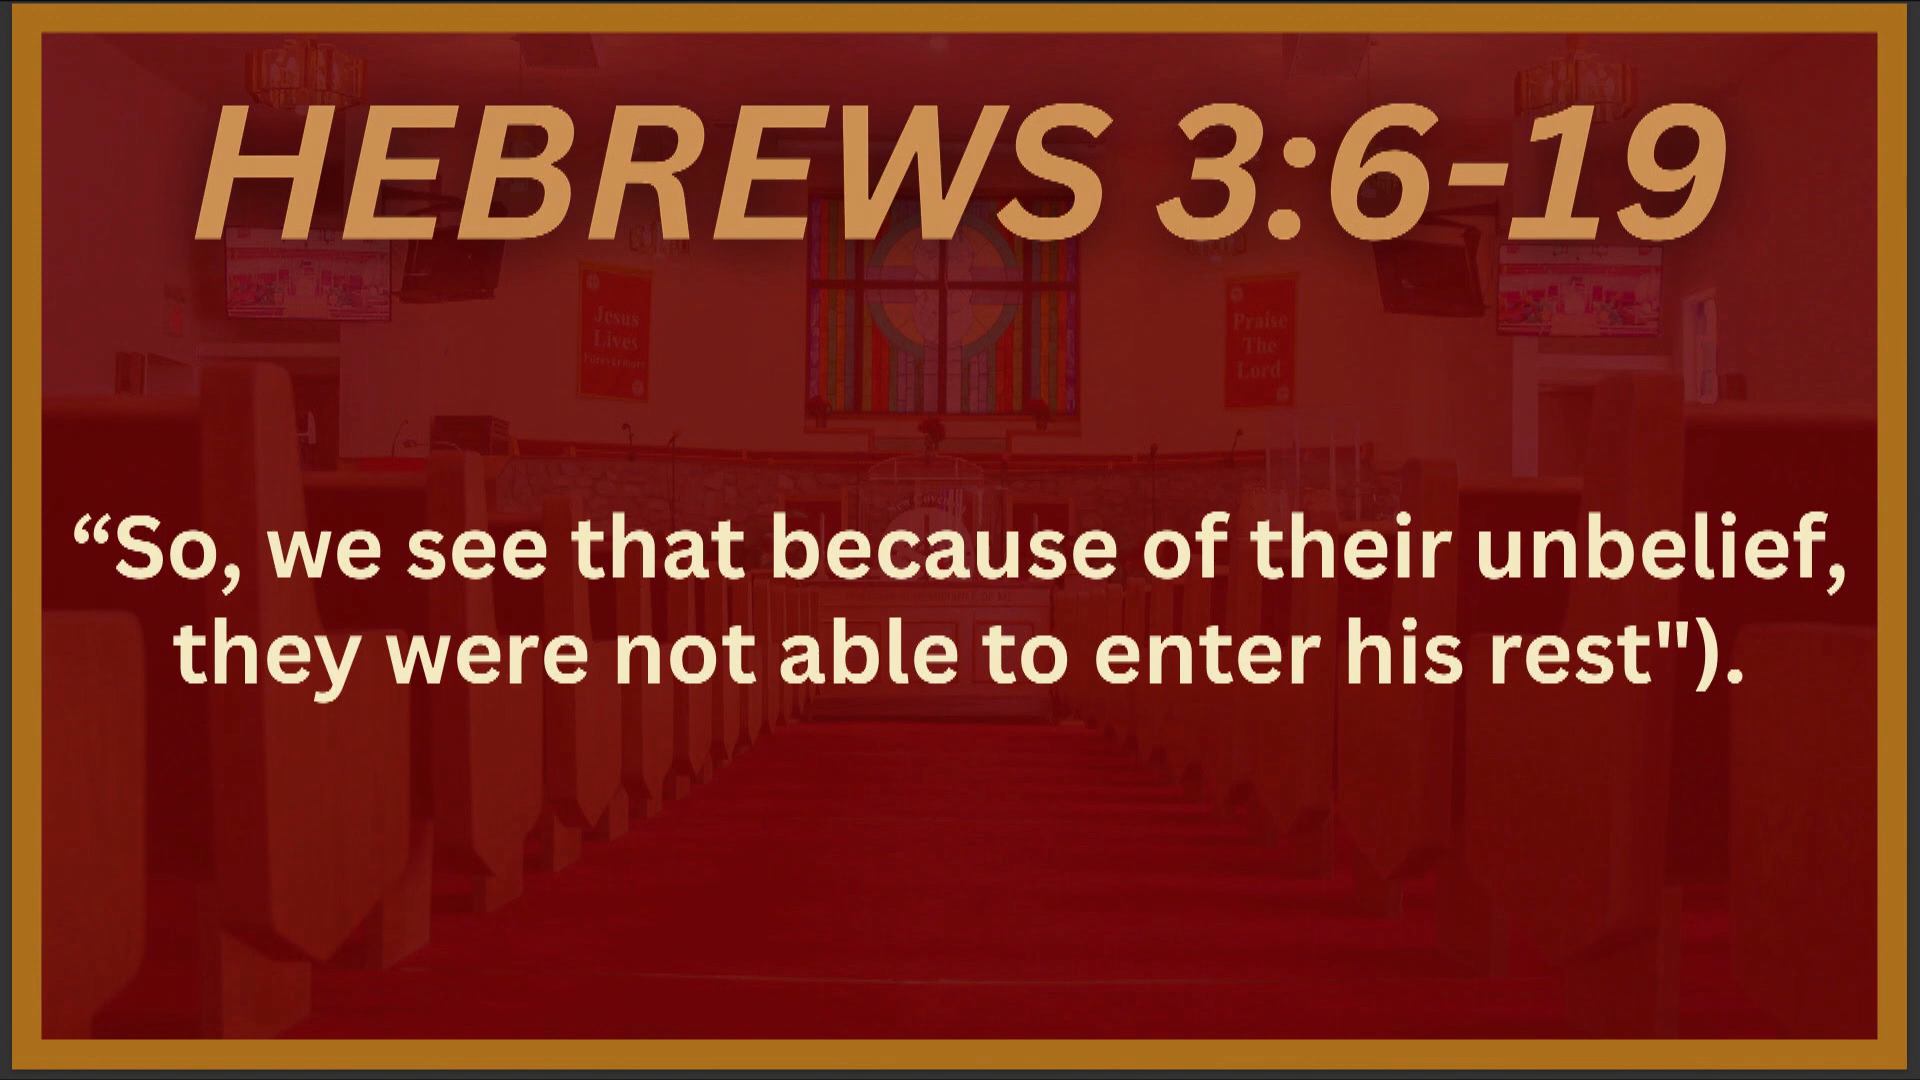 HEBREWS 3:6-19
Jesus
Lives
Forevermore
Praise
The
Lord
“So, we see that because of their unbelief,
they were not able to enter his rest").